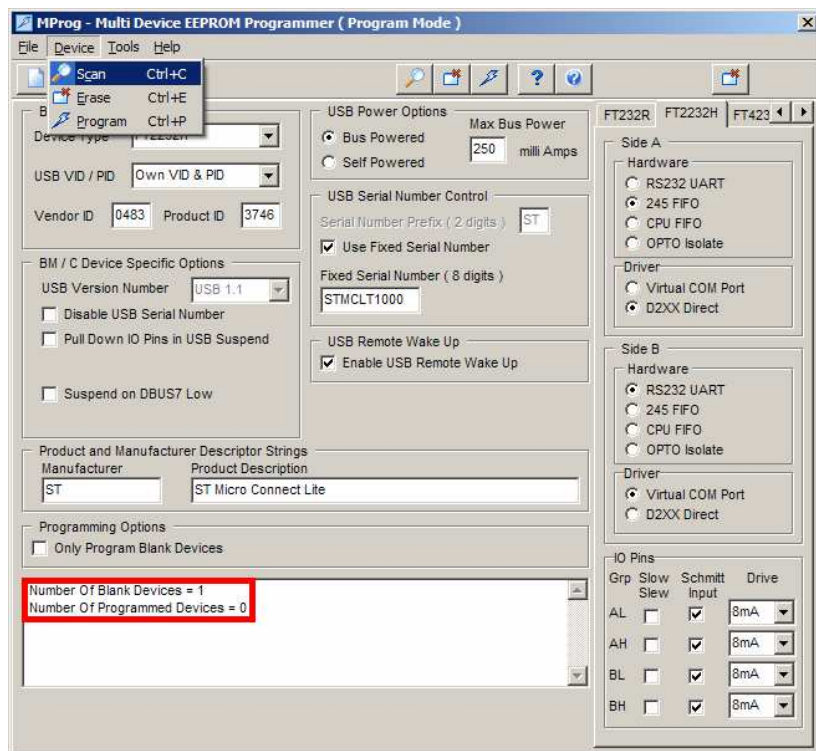 MProg - Multi Device EEPROM Programmer ( Program Mode )
File Device Tools Help
Scan Ctrl+C
Erase Ctrl+E
Program Ctrl+P
Device Type FT2232H
USB VID / PID Own VID & PID
Vendor ID 0483 Product ID 3746
BM / C Device Specific Options
USB Version Number USB 1.1
Disable USB Serial Number
Pull Down IO Pins in USB Suspend
Suspend on DBUS7 Low
USB Power Options
Bus Powered
Self Powered
Max Bus Power
250 milli Amps
USB Serial Number Control
Serial Number Prefix ( 2 digits ) ST
Use Fixed Serial Number
Fixed Serial Number ( 8 digits )
STMCLT1000
USB Remote Wake Up
Enable USB Remote Wake Up
Product and Manufacturer Descriptor Strings
Manufacturer Product Description
ST ST Micro Connect Lite
Programming Options
Only Program Blank Devices
Number Of Blank Devices = 1
Number Of Programmed Devices = 0
FT232R FT2232H FT423
Side A
Hardware
RS232 UART
245 FIFO
CPU FIFO
OPTO Isolate
Driver
Virtual COM Port
D2XX Direct
Side B
Hardware
RS232 UART
245 FIFO
CPU FIFO
OPTO Isolate
Driver
Virtual COM Port
D2XX Direct
IO Pins
Grp Slow Slew Schmitt Input Drive
AL 8mA
AH 8mA
BL 8mA
BH 8mA